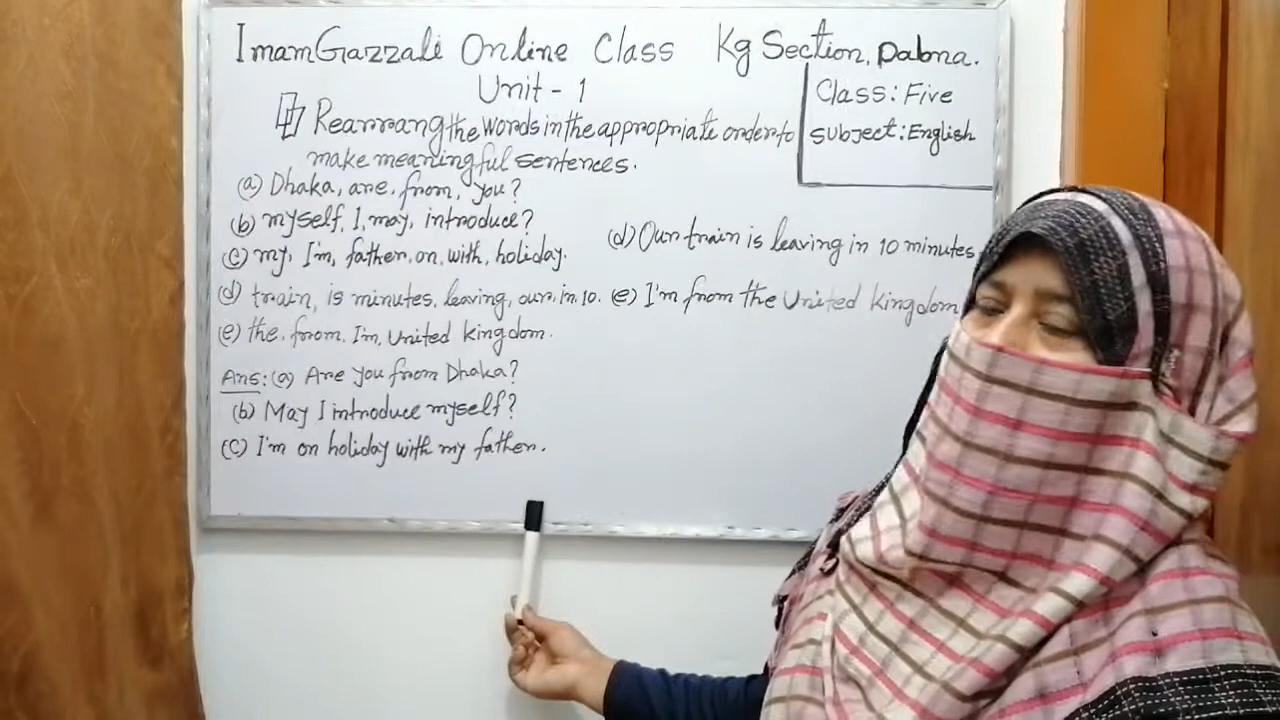 Imam Gazzali Online Class Kg Section, Pabna.
Unit - 1
Class: Five
Subject: English
Rearrang the words in the appropriate order to
make meaningful sentences.
(a) Dhaka, are, from, you?
(b) myself, I, may, introduce?
(c) my, I'm, father, on, with, holiday.
(d) train, is minutes, leaving, our, in, 10.
(e) the, from, I'm, United kingdom.
Ans: (a) Are you from Dhaka?
(b) May I introduce myself?
(c) I'm on holiday with my father.
(d) Our train is leaving in 10 minutes
(e) I'm from the United kingdom